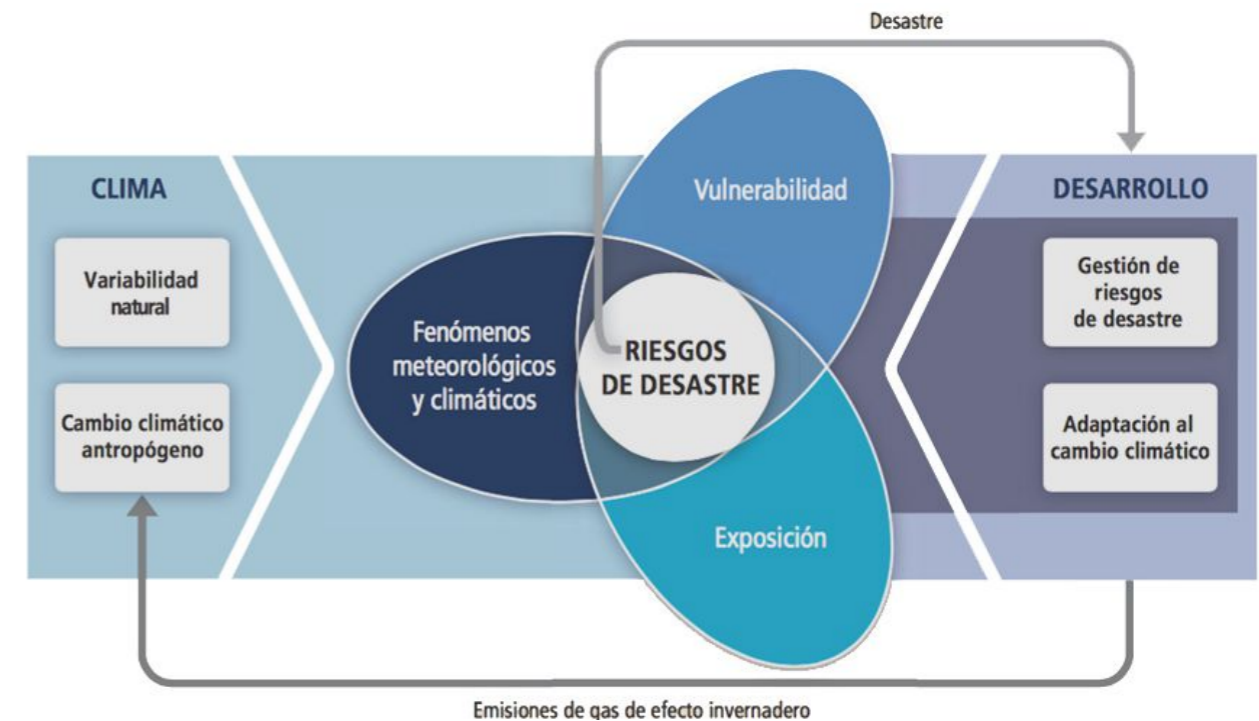 Desastre
CLIMA
Variabilidad
natural
Cambio climático
antropógeno
Fenómenos
meteorológicos
y climáticos
Vulnerabilidad
RIESGOS
DE DESASTRE
Exposición
DESARROLLO
Gestión de
riesgos
de desastre
Adaptación al
cambio climático
Emisiones de gas de efecto invernadero